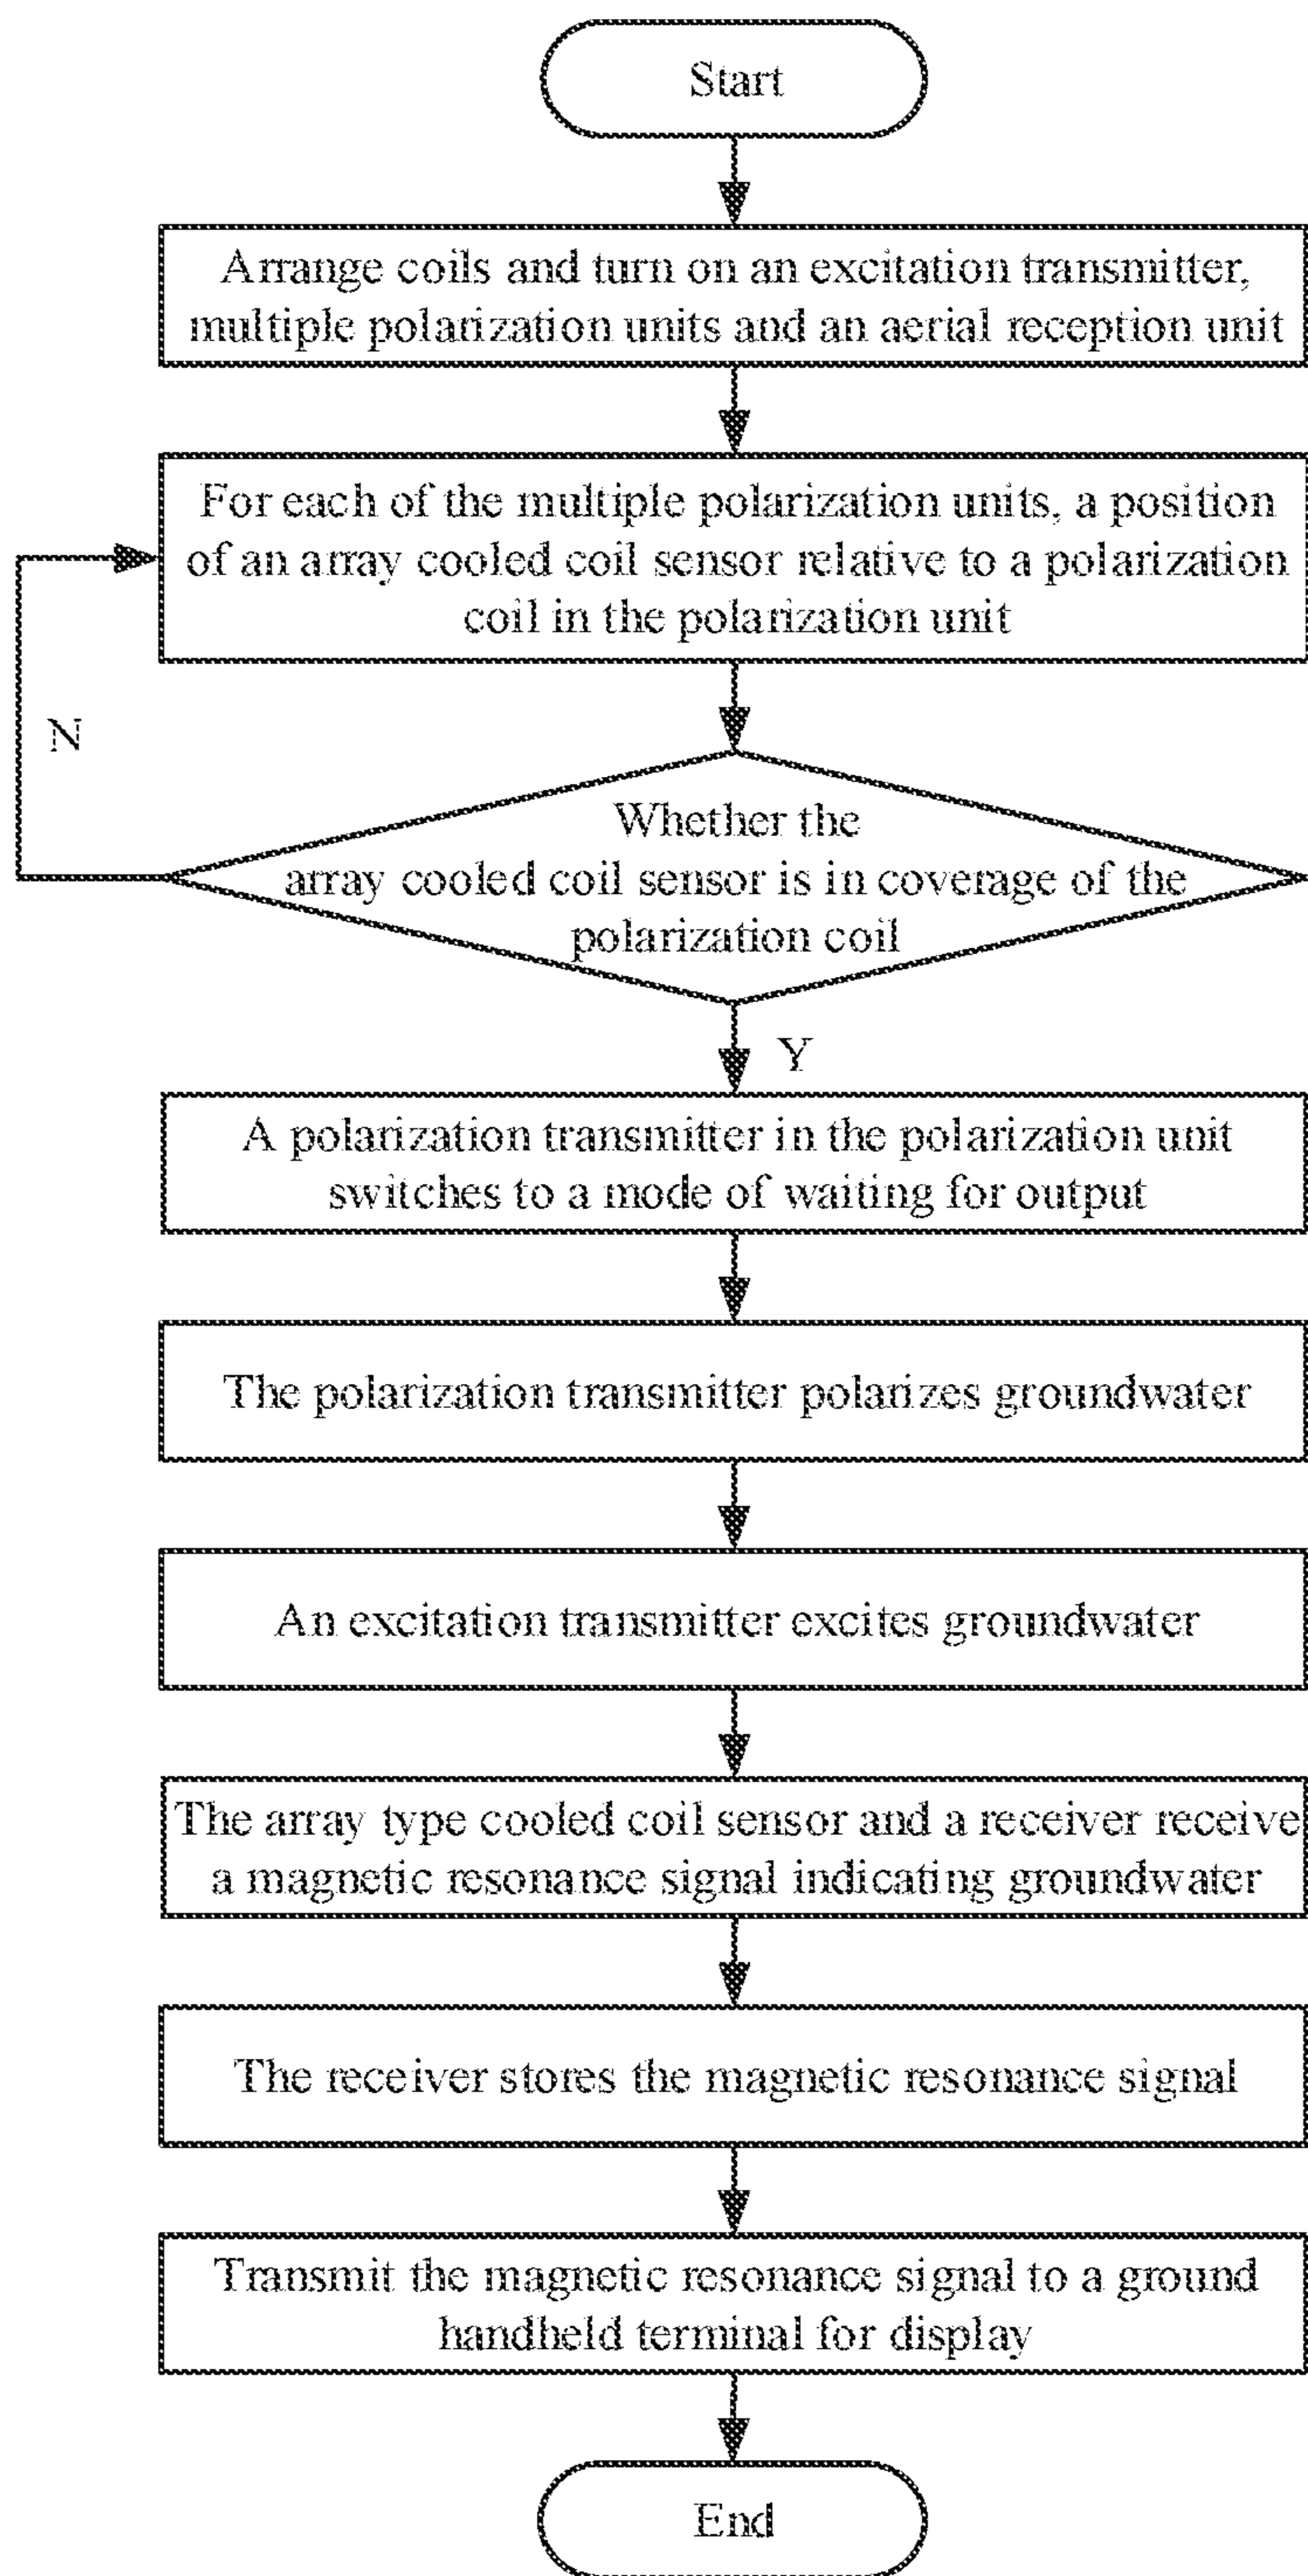 Start
Arrange coils and turn on an excitation transmitter,
multiple polarization units and an aerial reception unit
For each of the multiple polarization units, a position
of an array cooled coil sensor relative to a polarization
coil in the polarization unit
N
Whether the
array cooled coil sensor is in coverage of the
polarization coil
Y
A polarization transmitter in the polarization unit
switches to a mode of waiting for output
The polarization transmitter polarizes groundwater
An excitation transmitter excites groundwater
The array type cooled coil sensor and a receiver receive
a magnetic resonance signal indicating groundwater
The receiver stores the magnetic resonance signal
Transmit the magnetic resonance signal to a ground
handheld terminal for display
End